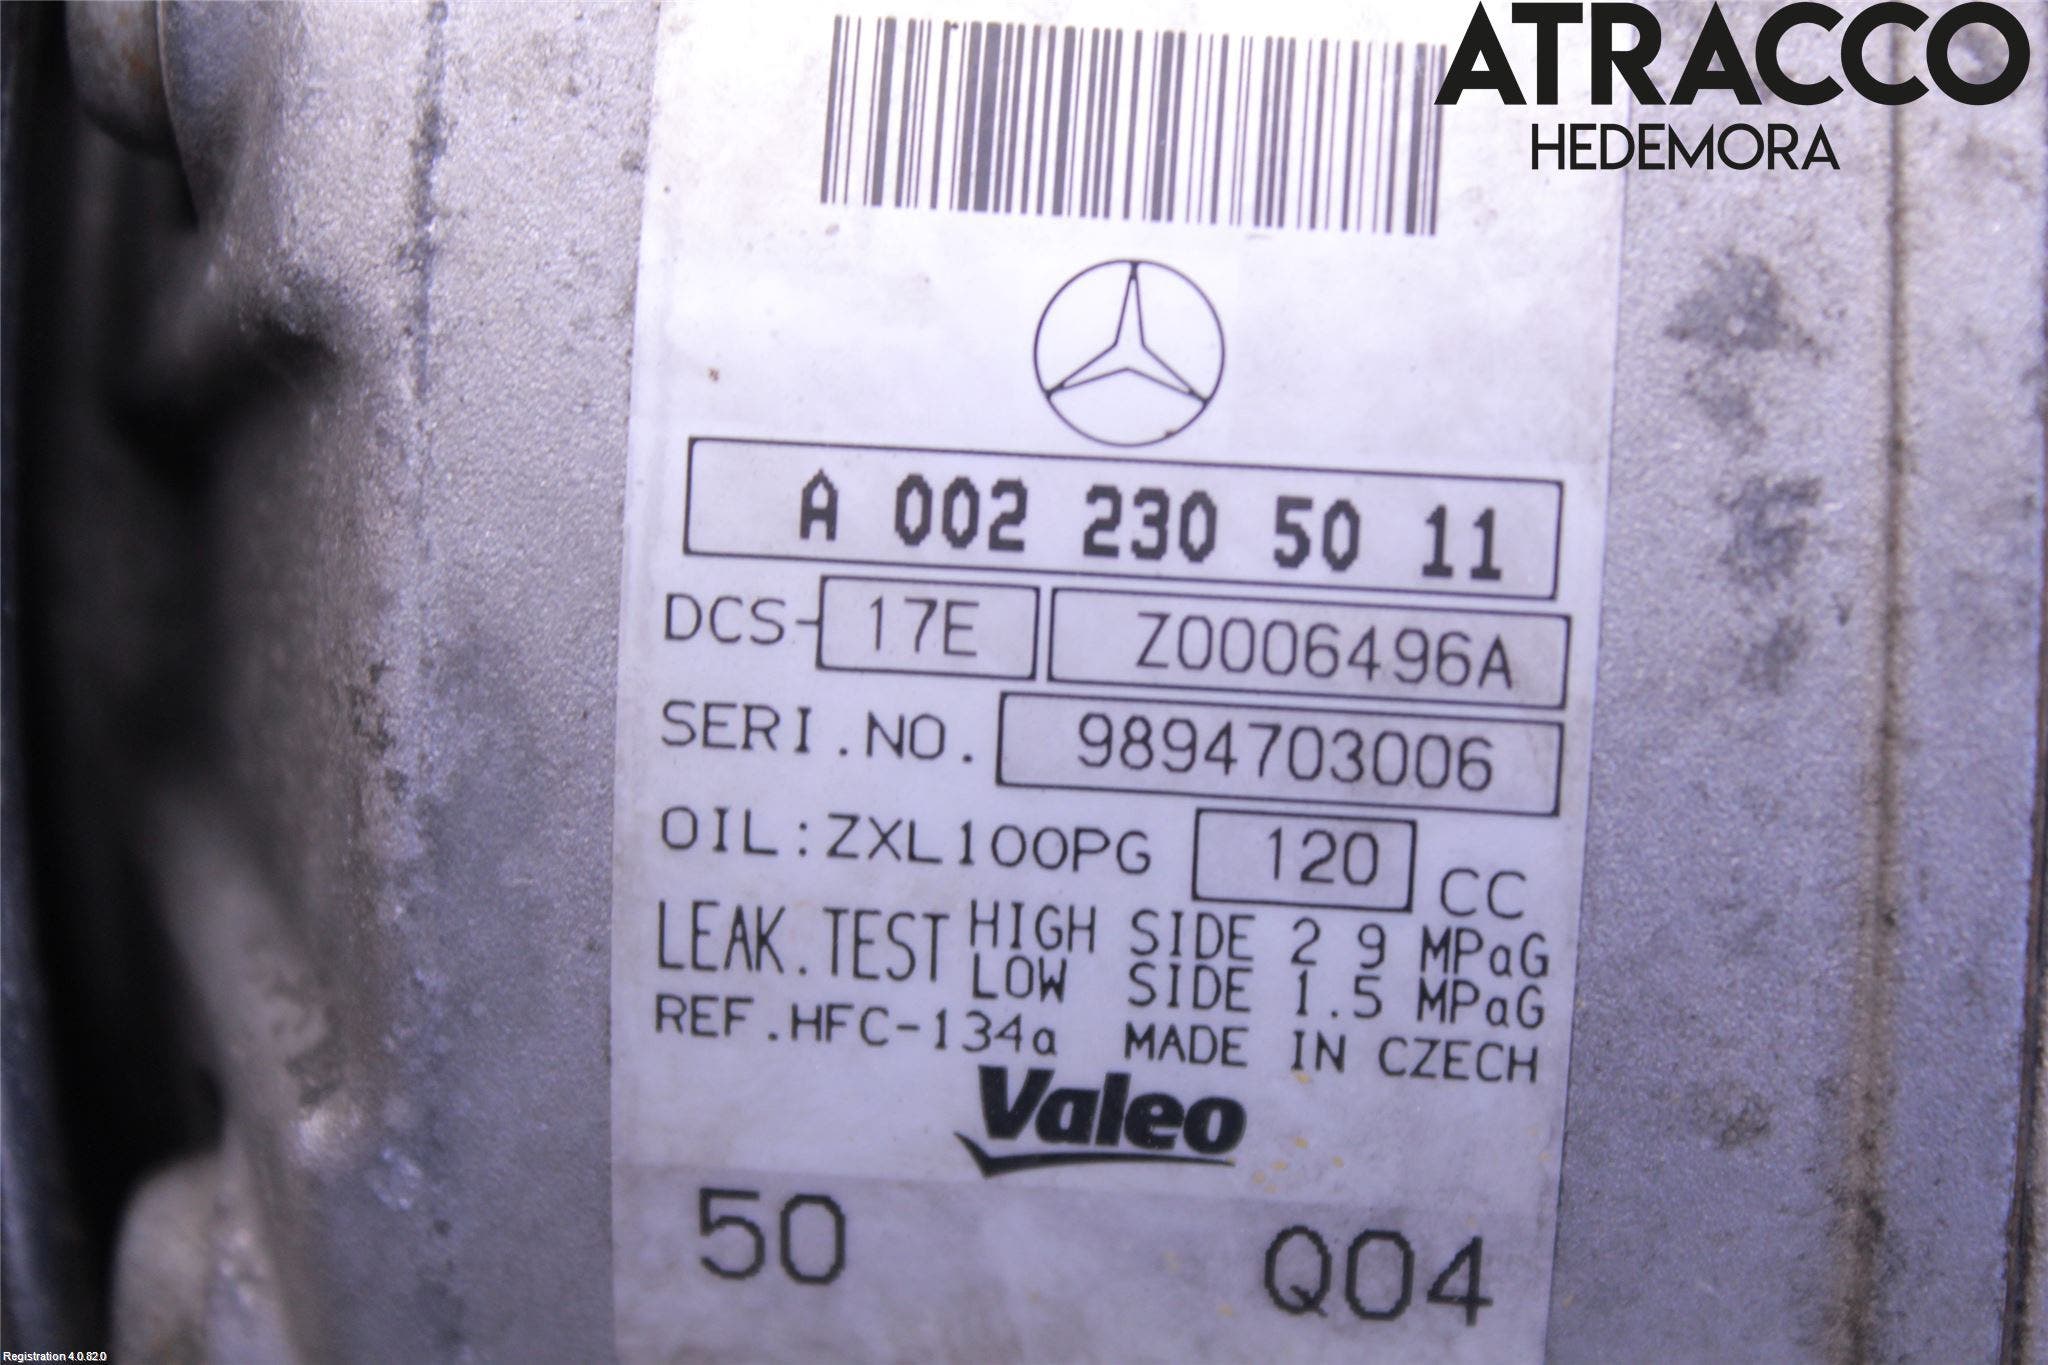 ATRACCO
HEDEMORA
A 002 230 50 11
DCS- 17E Z0006496A
SERI.NO. 9894703006
OIL:ZXL100PG 120 CC
LEAK.TEST HIGH SIDE 2 9 MPaG
LOW SIDE 1.5 MPaG
REF.HFC-134a MADE IN CZECH
Valeo
50 Q04
Registration 4.0.82.0